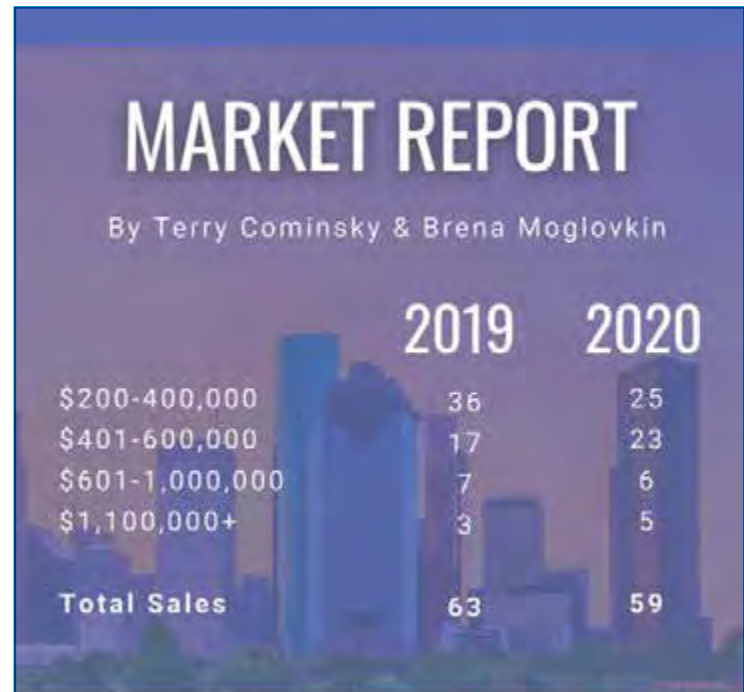 MARKET REPORT
By Terry Cominsky & Brena Moglovkin
2019 2020
$200-400,000 36 25
$401-600,000 17 23
$601-1,000,000 7 6
$1,100,000+ 3 5
Total Sales 63 59